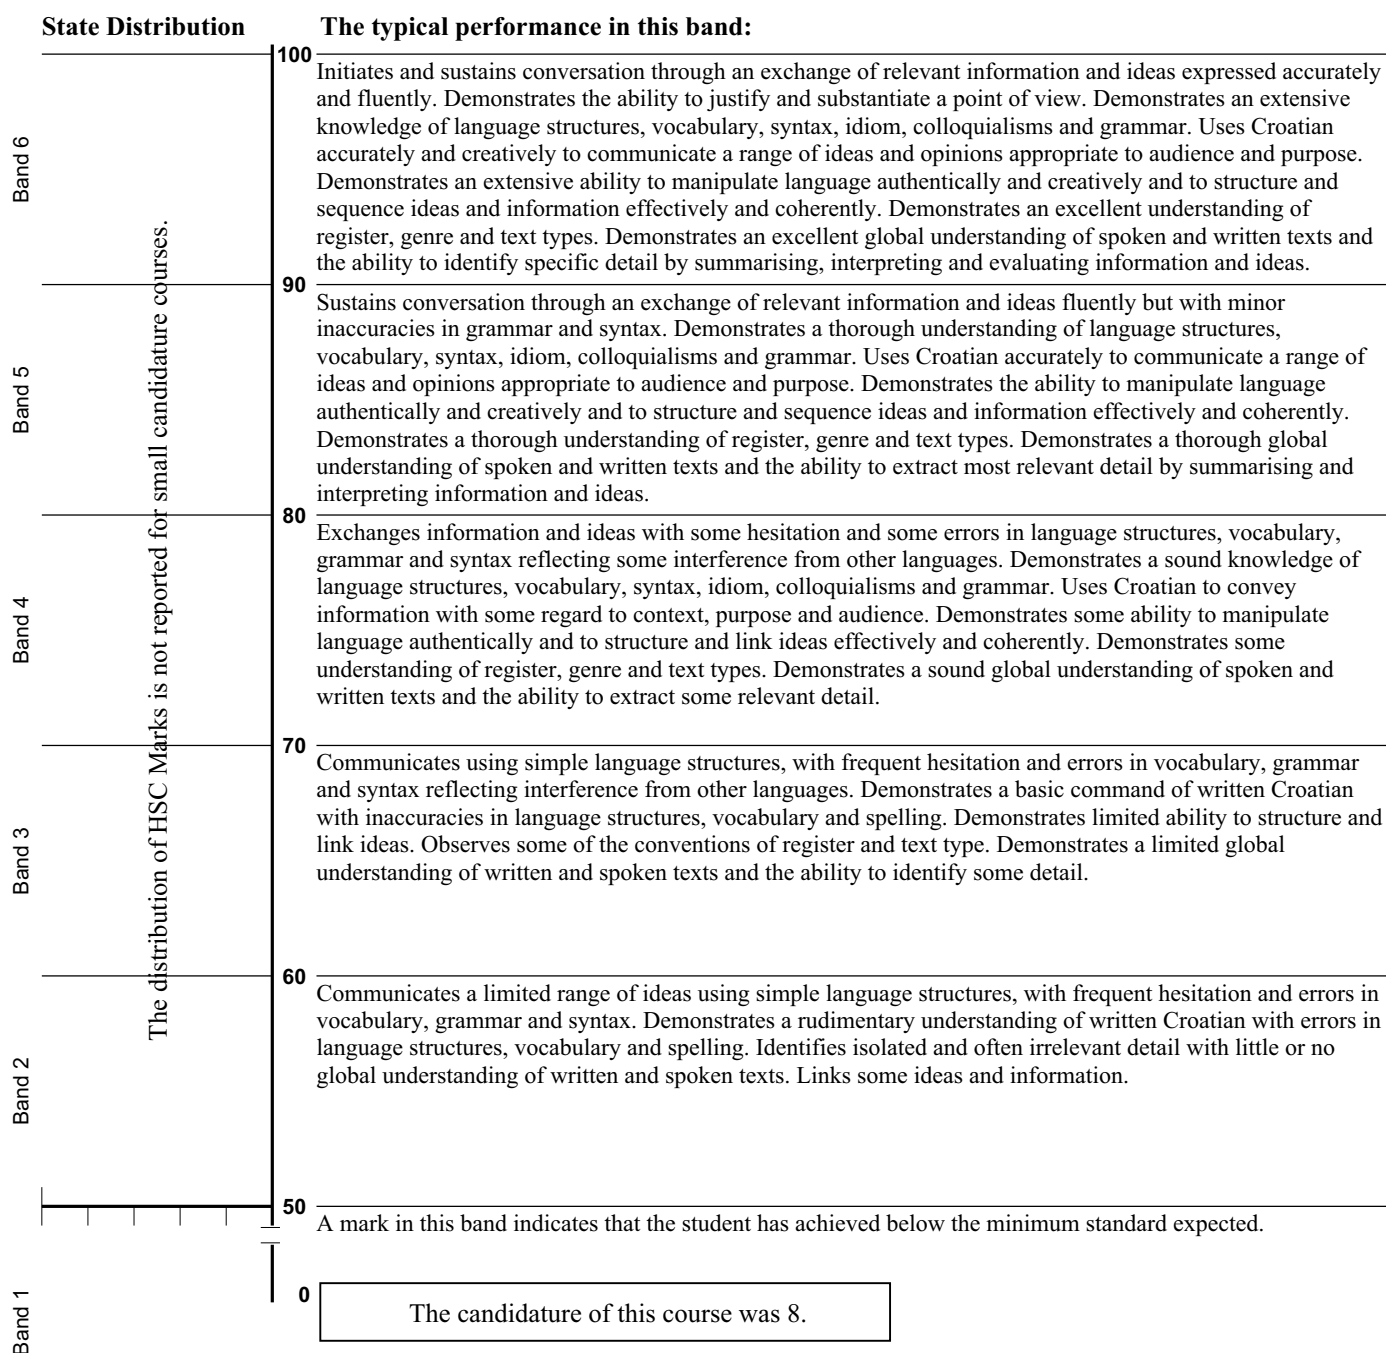 State Distribution
The typical performance in this band:
100
Band 6
Initiates and sustains conversation through an exchange of relevant information and ideas expressed accurately
and fluently. Demonstrates the ability to justify and substantiate a point of view. Demonstrates an extensive
knowledge of language structures, vocabulary, syntax, idiom, colloquialisms and grammar. Uses Croatian
accurately and creatively to communicate a range of ideas and opinions appropriate to audience and purpose.
Demonstrates an extensive ability to manipulate language authentically and creatively and to structure and
sequence ideas and information effectively and coherently. Demonstrates an excellent understanding of
register, genre and text types. Demonstrates an excellent global understanding of spoken and written texts and
the ability to identify specific detail by summarising, interpreting and evaluating information and ideas.
The distribution of HSC Marks is not reported for small candidature courses.
90
Band 5
Sustains conversation through an exchange of relevant information and ideas fluently but with minor
inaccuracies in grammar and syntax. Demonstrates a thorough understanding of language structures,
vocabulary, syntax, idiom, colloquialisms and grammar. Uses Croatian accurately to communicate a range of
ideas and opinions appropriate to audience and purpose. Demonstrates the ability to manipulate language
authentically and creatively and to structure and sequence ideas and information effectively and coherently.
Demonstrates a thorough understanding of register, genre and text types. Demonstrates a thorough global
understanding of spoken and written texts and the ability to extract most relevant detail by summarising and
interpreting information and ideas.
80
Band 4
Exchanges information and ideas with some hesitation and some errors in language structures, vocabulary,
grammar and syntax reflecting some interference from other languages. Demonstrates a sound knowledge of
language structures, vocabulary, syntax, idiom, colloquialisms and grammar. Uses Croatian to convey
information with some regard to context, purpose and audience. Demonstrates some ability to manipulate
language authentically and to structure and link ideas effectively and coherently. Demonstrates some
understanding of register, genre and text types. Demonstrates a sound global understanding of spoken and
written texts and the ability to extract some relevant detail.
70
Band 3
Communicates using simple language structures, with frequent hesitation and errors in vocabulary, grammar
and syntax reflecting interference from other languages. Demonstrates a basic command of written Croatian
with inaccuracies in language structures, vocabulary and spelling. Demonstrates limited ability to structure and
link ideas. Observes some of the conventions of register and text type. Demonstrates a limited global
understanding of written and spoken texts and the ability to identify some detail.
60
Band 2
Communicates a limited range of ideas using simple language structures, with frequent hesitation and errors in
vocabulary, grammar and syntax. Demonstrates a rudimentary understanding of written Croatian with errors in
language structures, vocabulary and spelling. Identifies isolated and often irrelevant detail with little or no
global understanding of written and spoken texts. Links some ideas and information.
50
A mark in this band indicates that the student has achieved below the minimum standard expected.
Band 1
0
The candidature of this course was 8.